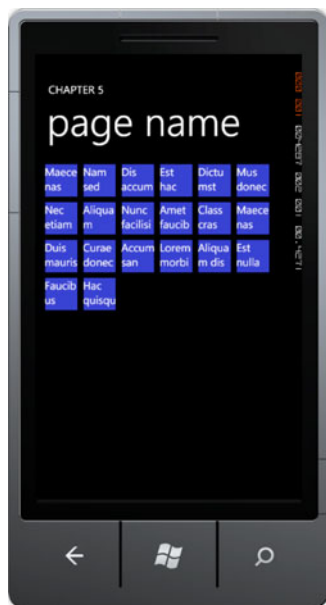 CHAPTER 5
page name
Maece Nam Dis Est Dictu Mus
nas sed accum hac mst donec
Nec Aliqua Nunc Amet Class Maece
etiam m facilisi faucib cras nas
Duis Curae Accum Lorem Aliqua Est
mauris donec san morbi m dis nulla
Faucib Hac
us quisqu